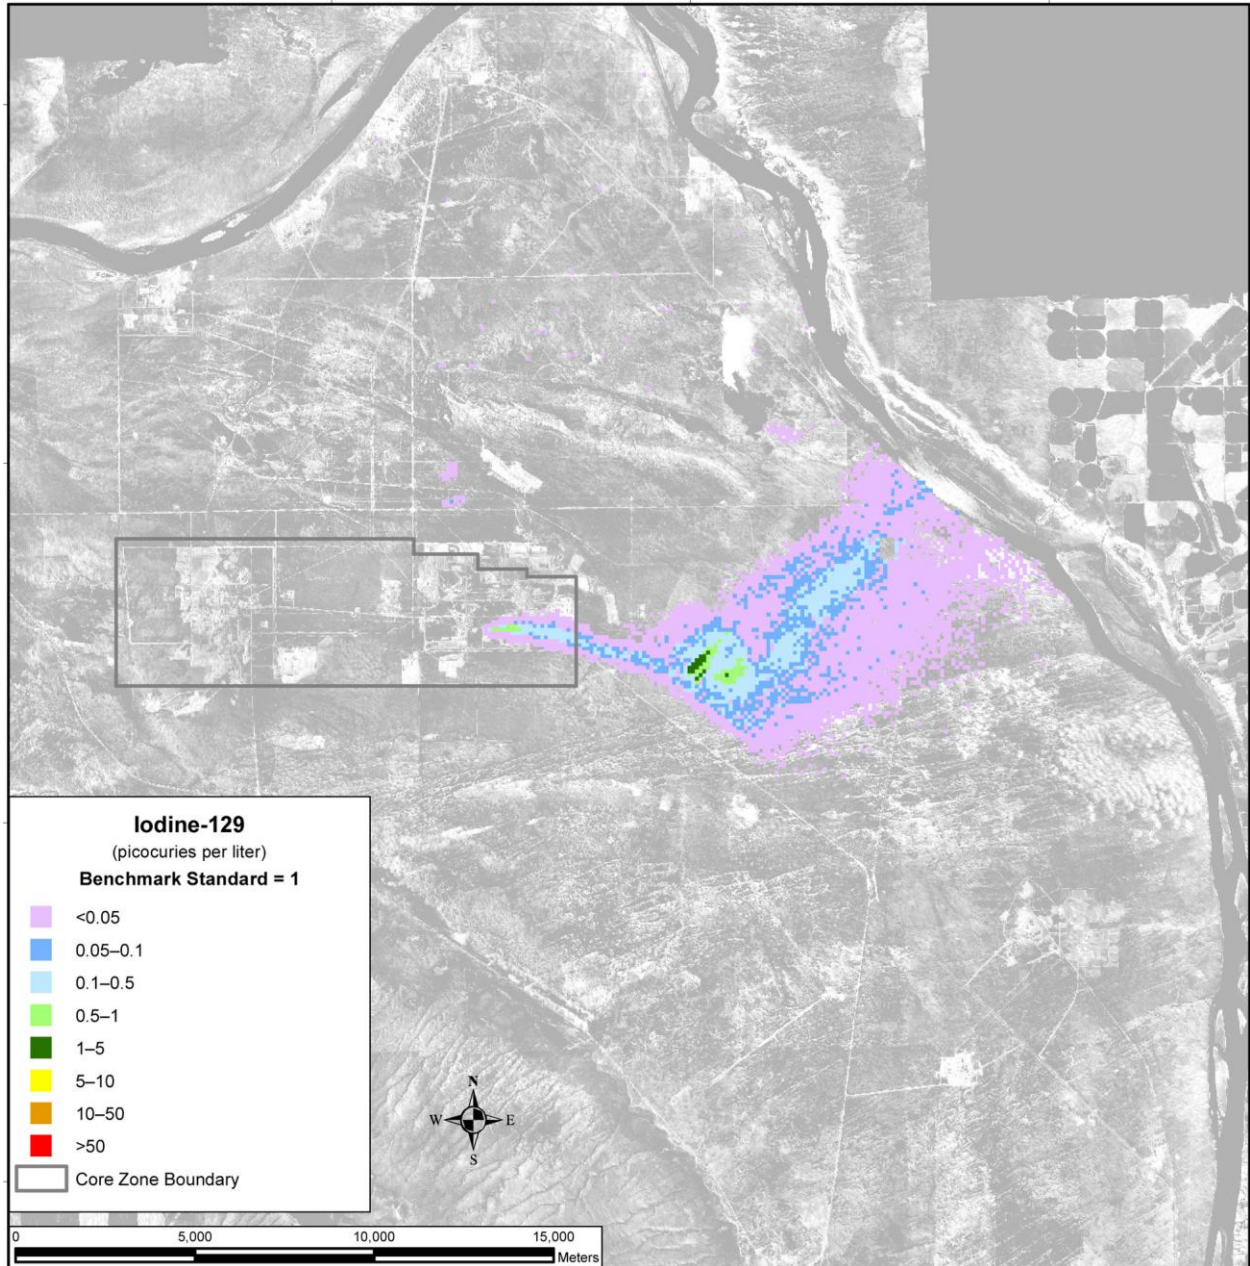 Iodine-129
(picocuries per liter)
Benchmark Standard = 1
<0.05
0.05–0.1
0.1–0.5
0.5–1
1–5
5–10
10–50
>50
Core Zone Boundary
N
W E
S
0 5,000 10,000 15,000
Meters